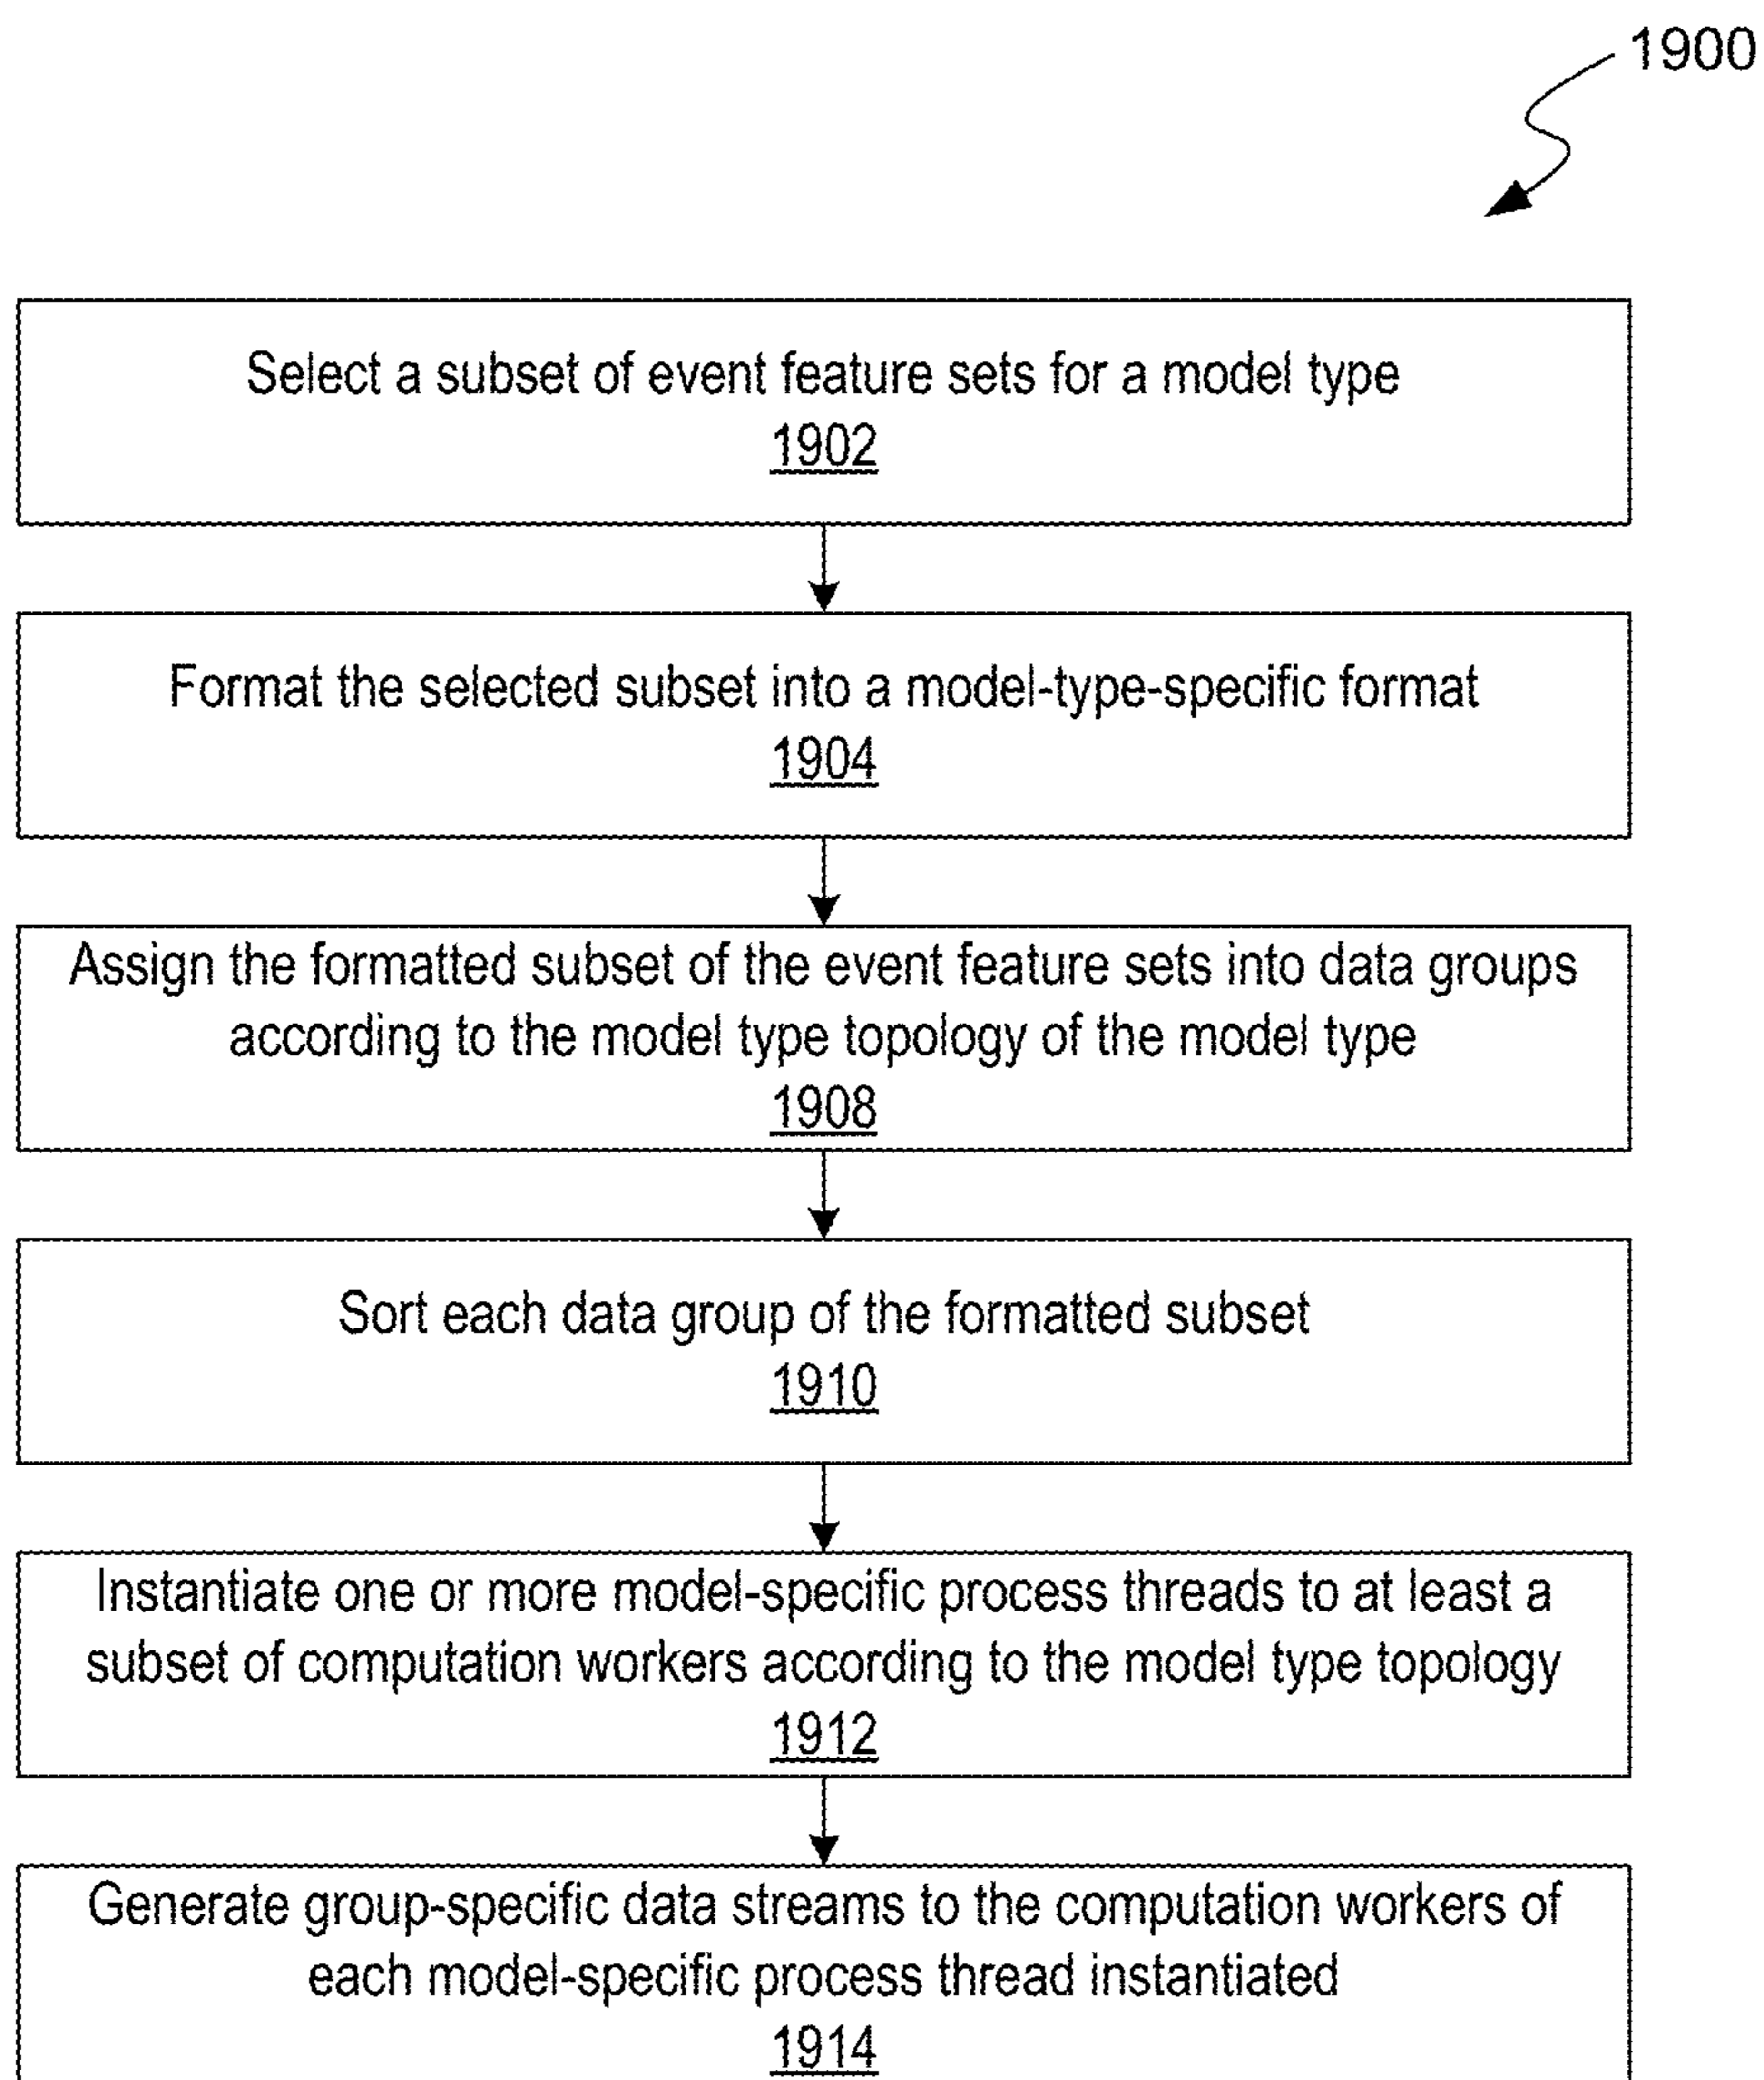 1900
Select a subset of event feature sets for a model type
1902
Format the selected subset into a model-type-specific format
1904
Assign the formatted subset of the event feature sets into data groups
according to the model type topology of the model type
1908
Sort each data group of the formatted subset
1910
Instantiate one or more model-specific process threads to at least a
subset of computation workers according to the model type topology
1912
Generate group-specific data streams to the computation workers of
each model-specific process thread instantiated
1914